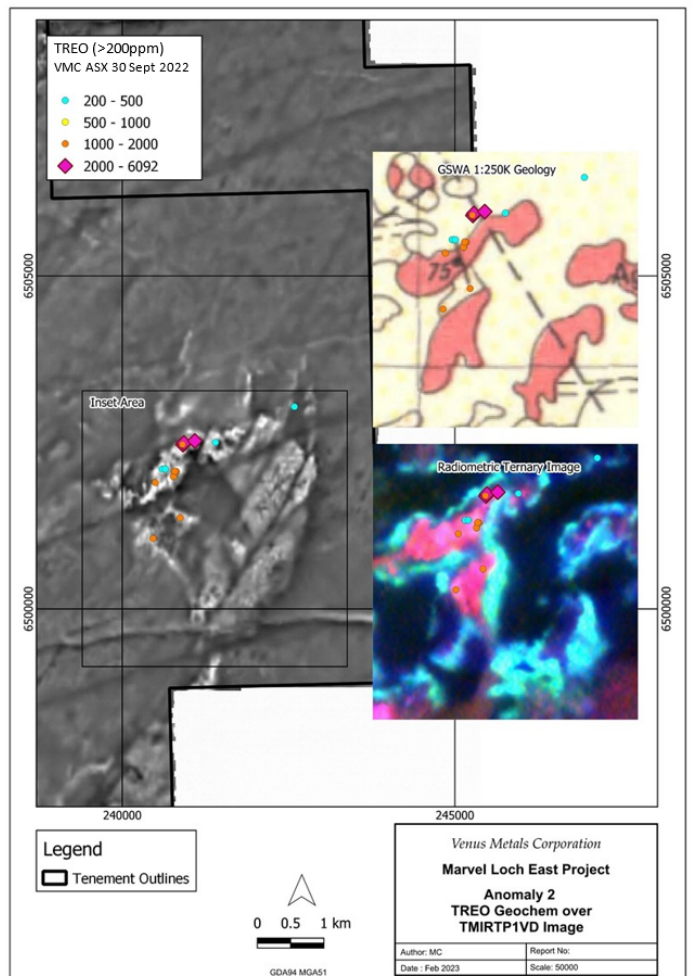 TREO (>200ppm)
VMC ASX 30 Sept 2022
200 - 500
500 - 1000
1000 - 2000
2000 - 6092
GSWA 1:250K Geology
75
6505000
6505000
Inset Area
Radiometric Ternary Image
6500000
6500000
240000
245000
Legend
Tenement Outlines
0 0.5 1 km
GDA94 MGA51
Venus Metals Corporation
Marvel Loch East Project
Anomaly 2
TREO Geochem over
TMIRTP1VD Image
Author: MC
Report No:
Date : Feb 2023
Scale: 50000